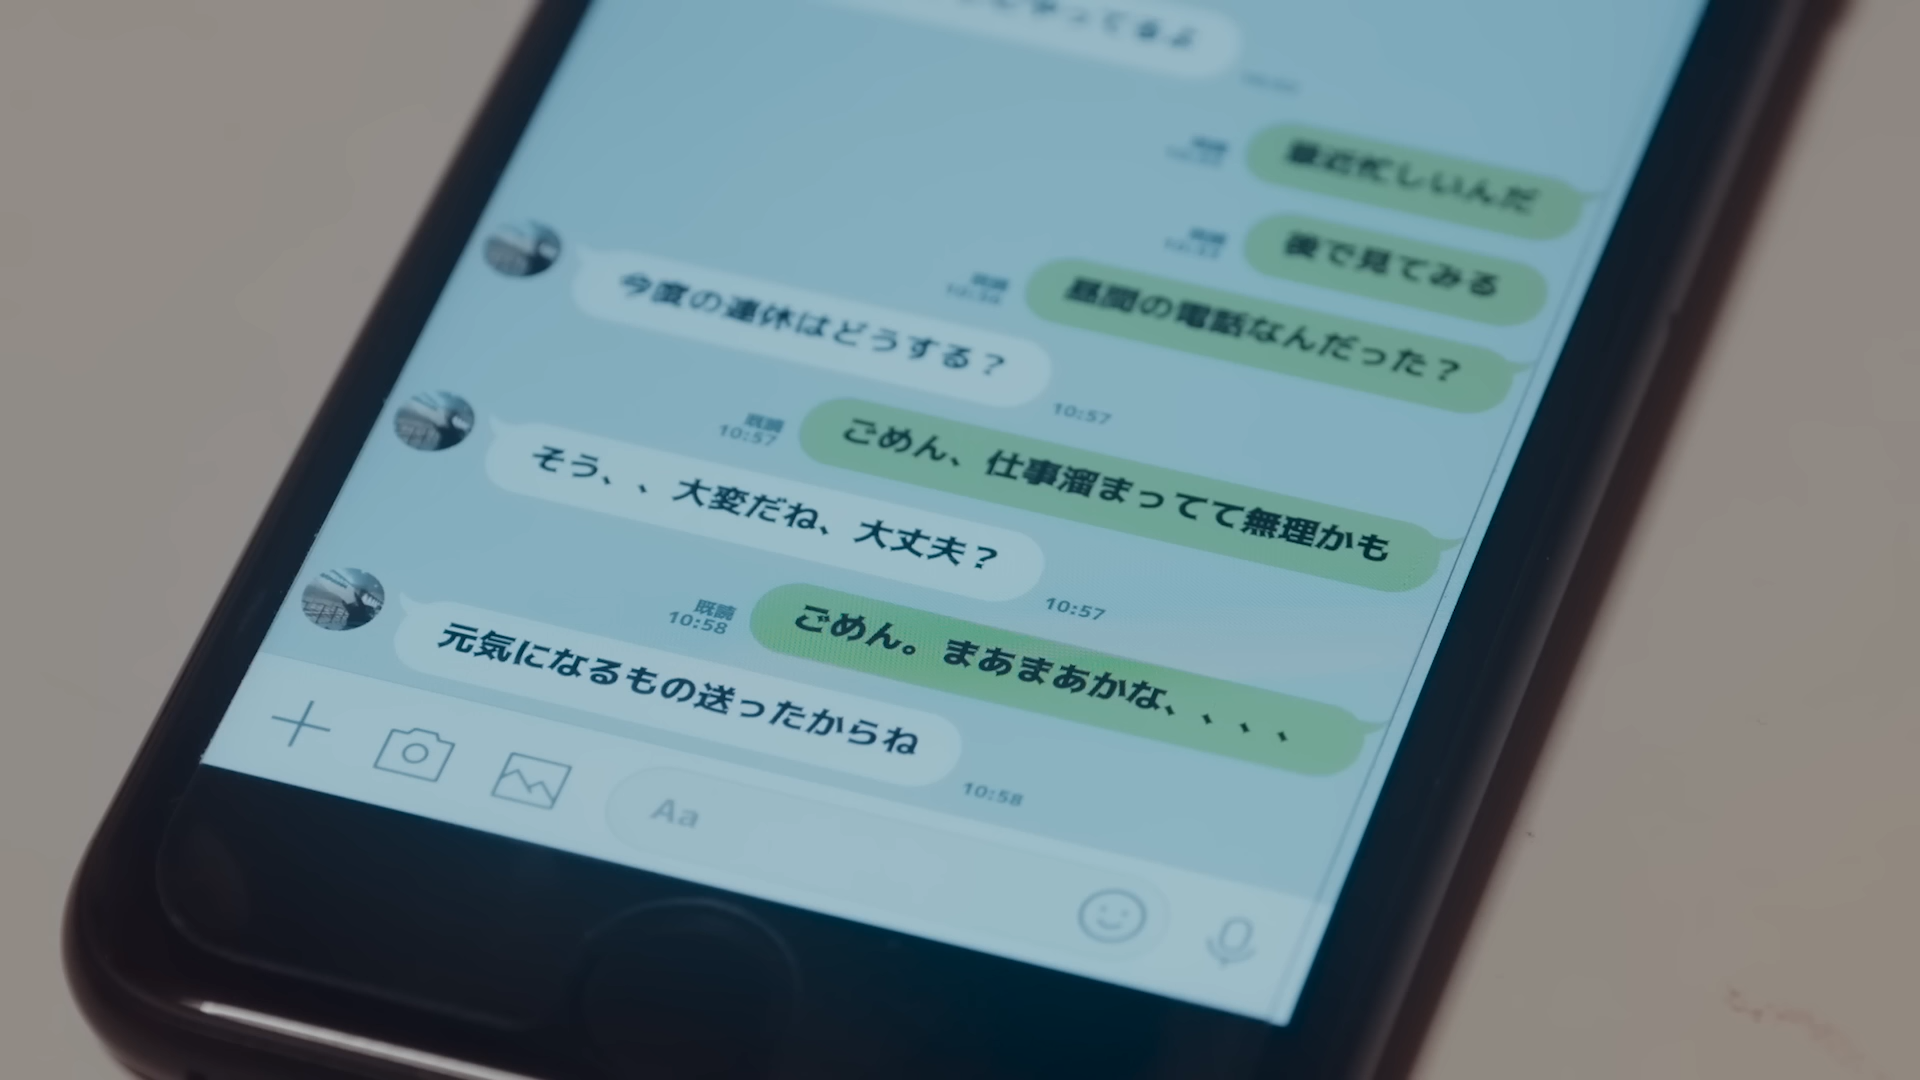 最近忙しいんだ
後で見てみる
昼間の電話なんだった？
今度の連休はどうする？
10:57
既読
10:57
ごめん、仕事溜まってて無理かも
そう、、大変だね、大丈夫？
10:57
既読
10:58
ごめん。まあまあかな、、、、
元気になるもの送ったからね
10:58
Aa